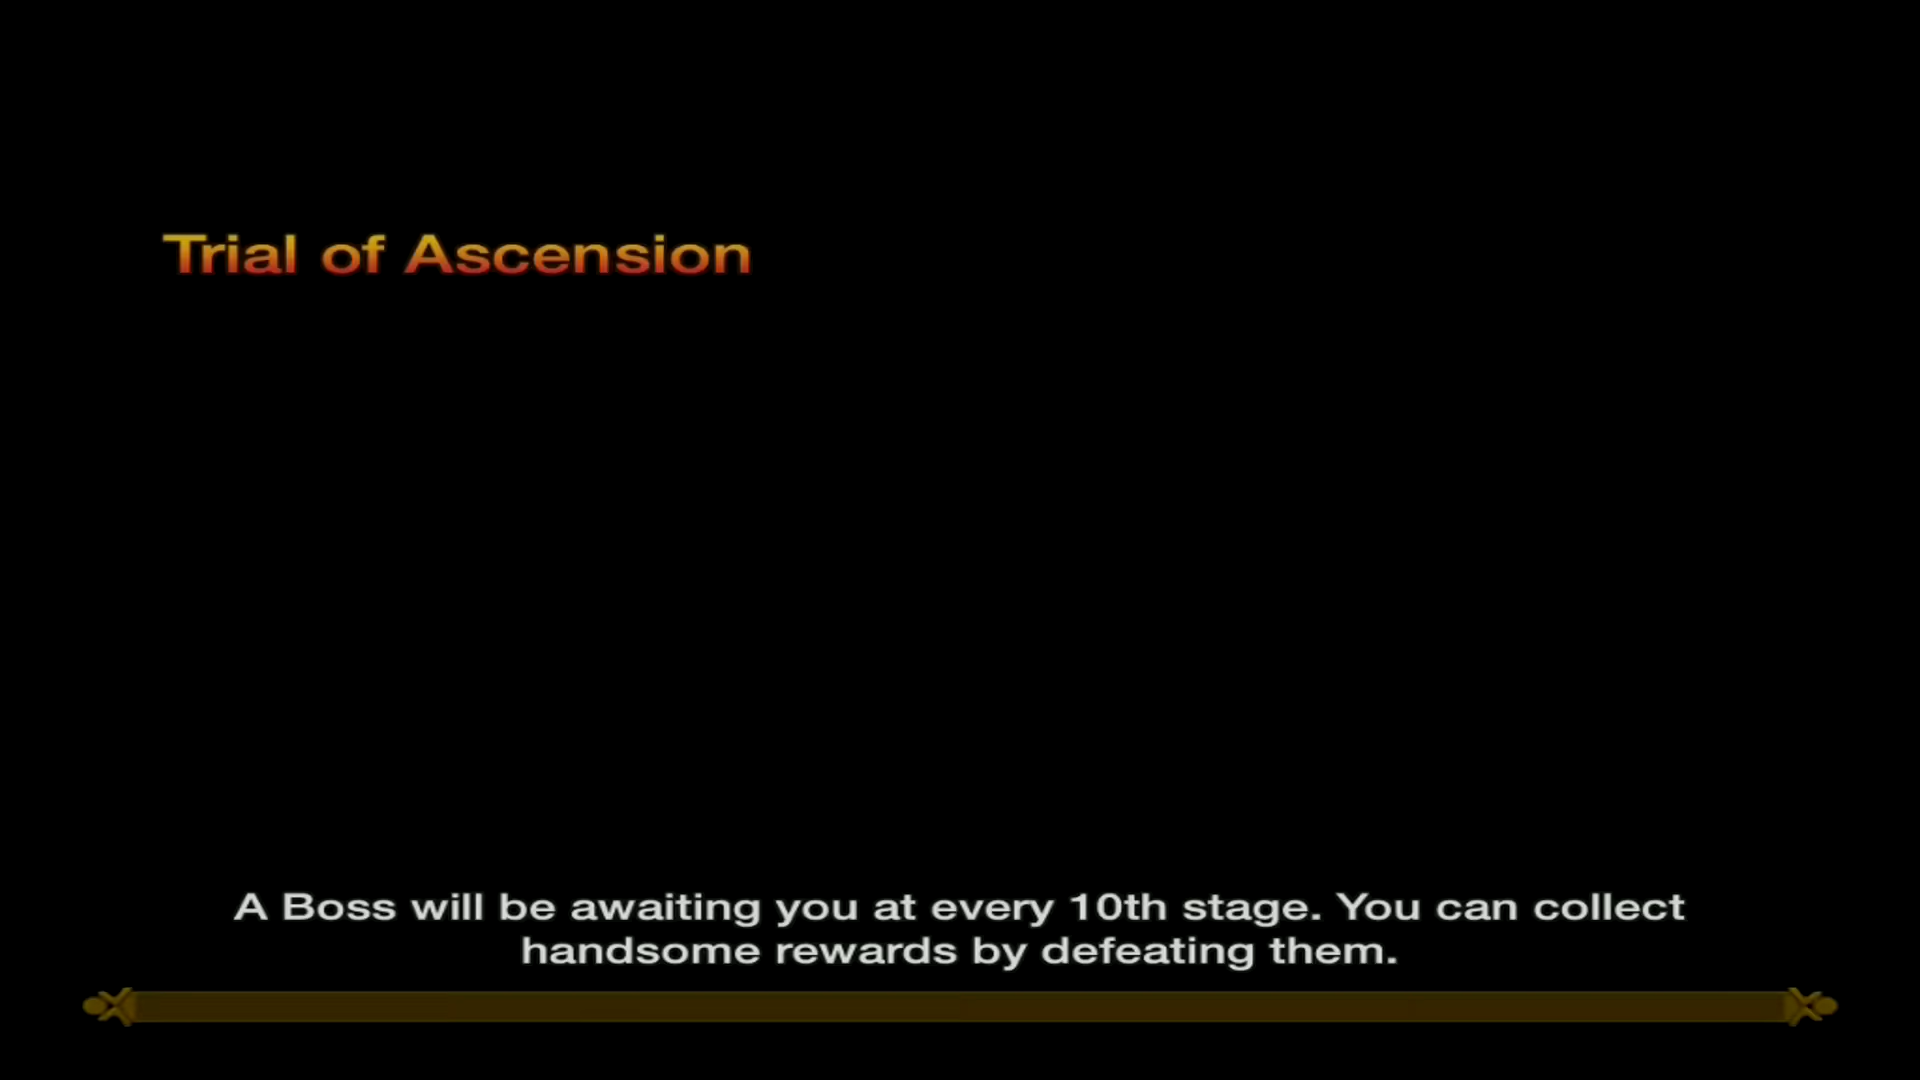 Trial of Ascension
A Boss will be awaiting you at every 10th stage. You can collect
handsome rewards by defeating them.